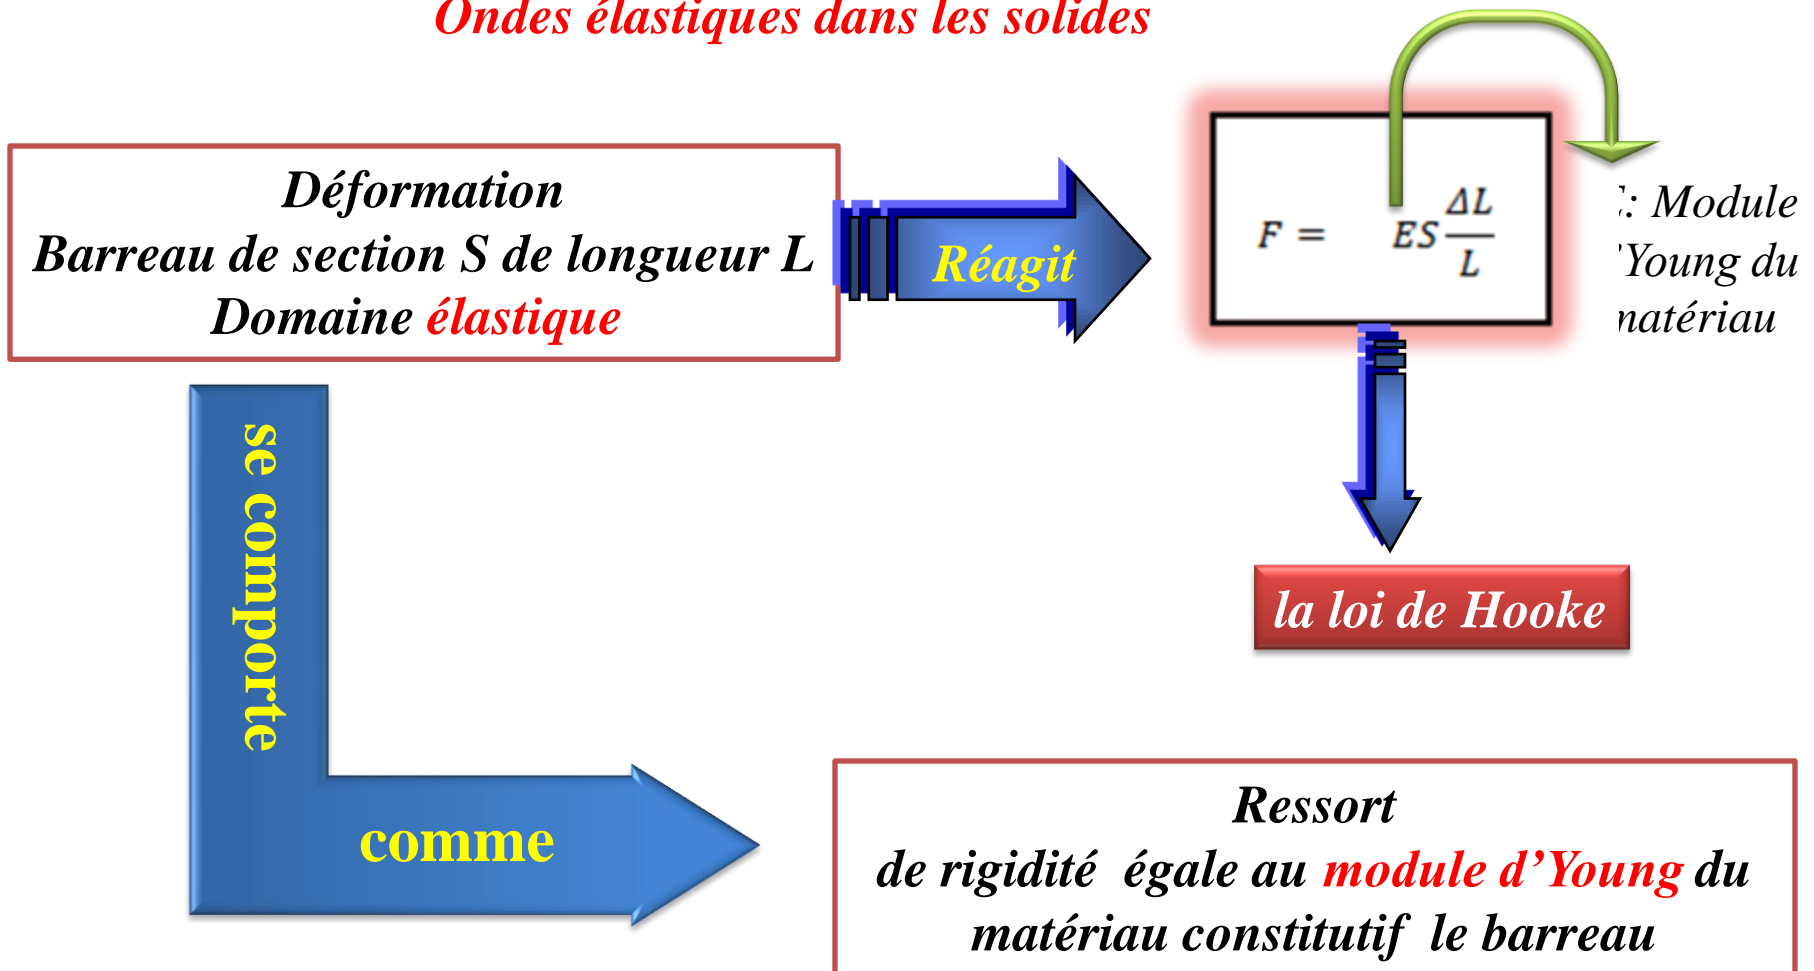 Ondes élastiques dans les solides
Déformation
Barreau de section S de longueur L
Domaine élastique
Réagit
F = ES ΔL/L
: Module
'Young du
matériau
la loi de Hooke
se comporte
comme
Ressort
de rigidité égale au module d'Young du
matériau constitutif le barreau